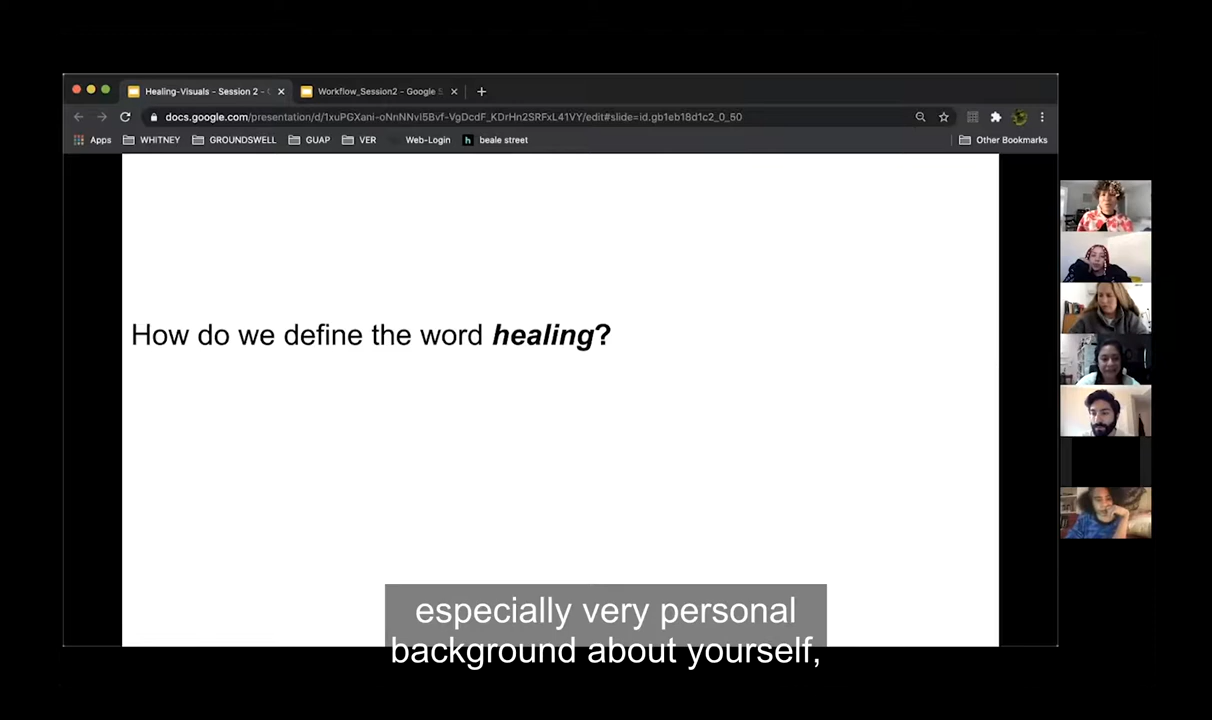 Healing-Visuals - Session 2 -
Workflow_Session2 - Google S
docs.google.com/presentation/d/1xuPGXani-oNnNNvI5Bvf-VgDcdF_KDrHn2SRFxL41VY/edit#slide=id.gb1eb18d1c2_0_50
Apps WHITNEY GROUNDSWELL GUAP VER Web-Login h beale street Other Bookmarks
How do we define the word healing?
especially very personal
background about yourself,